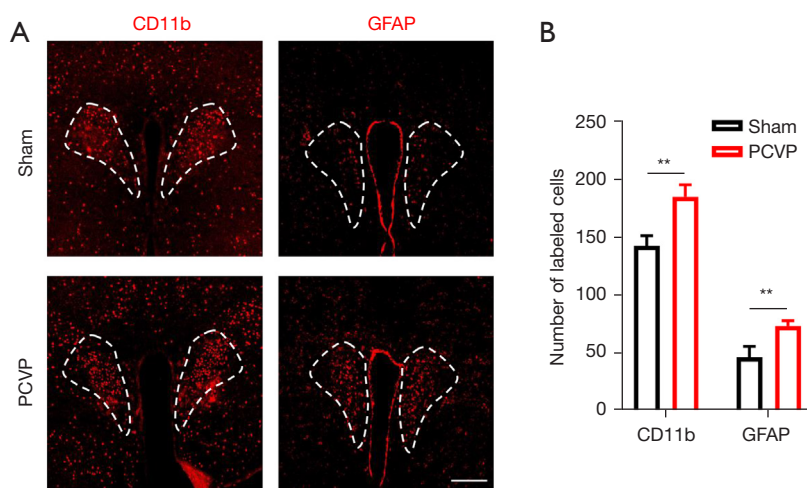 A
CD11b
GFAP
Sham
PCVP
B
Number of labeled cells
250
200
150
100
50
0
Sham
PCVP
**
**
CD11b
GFAP